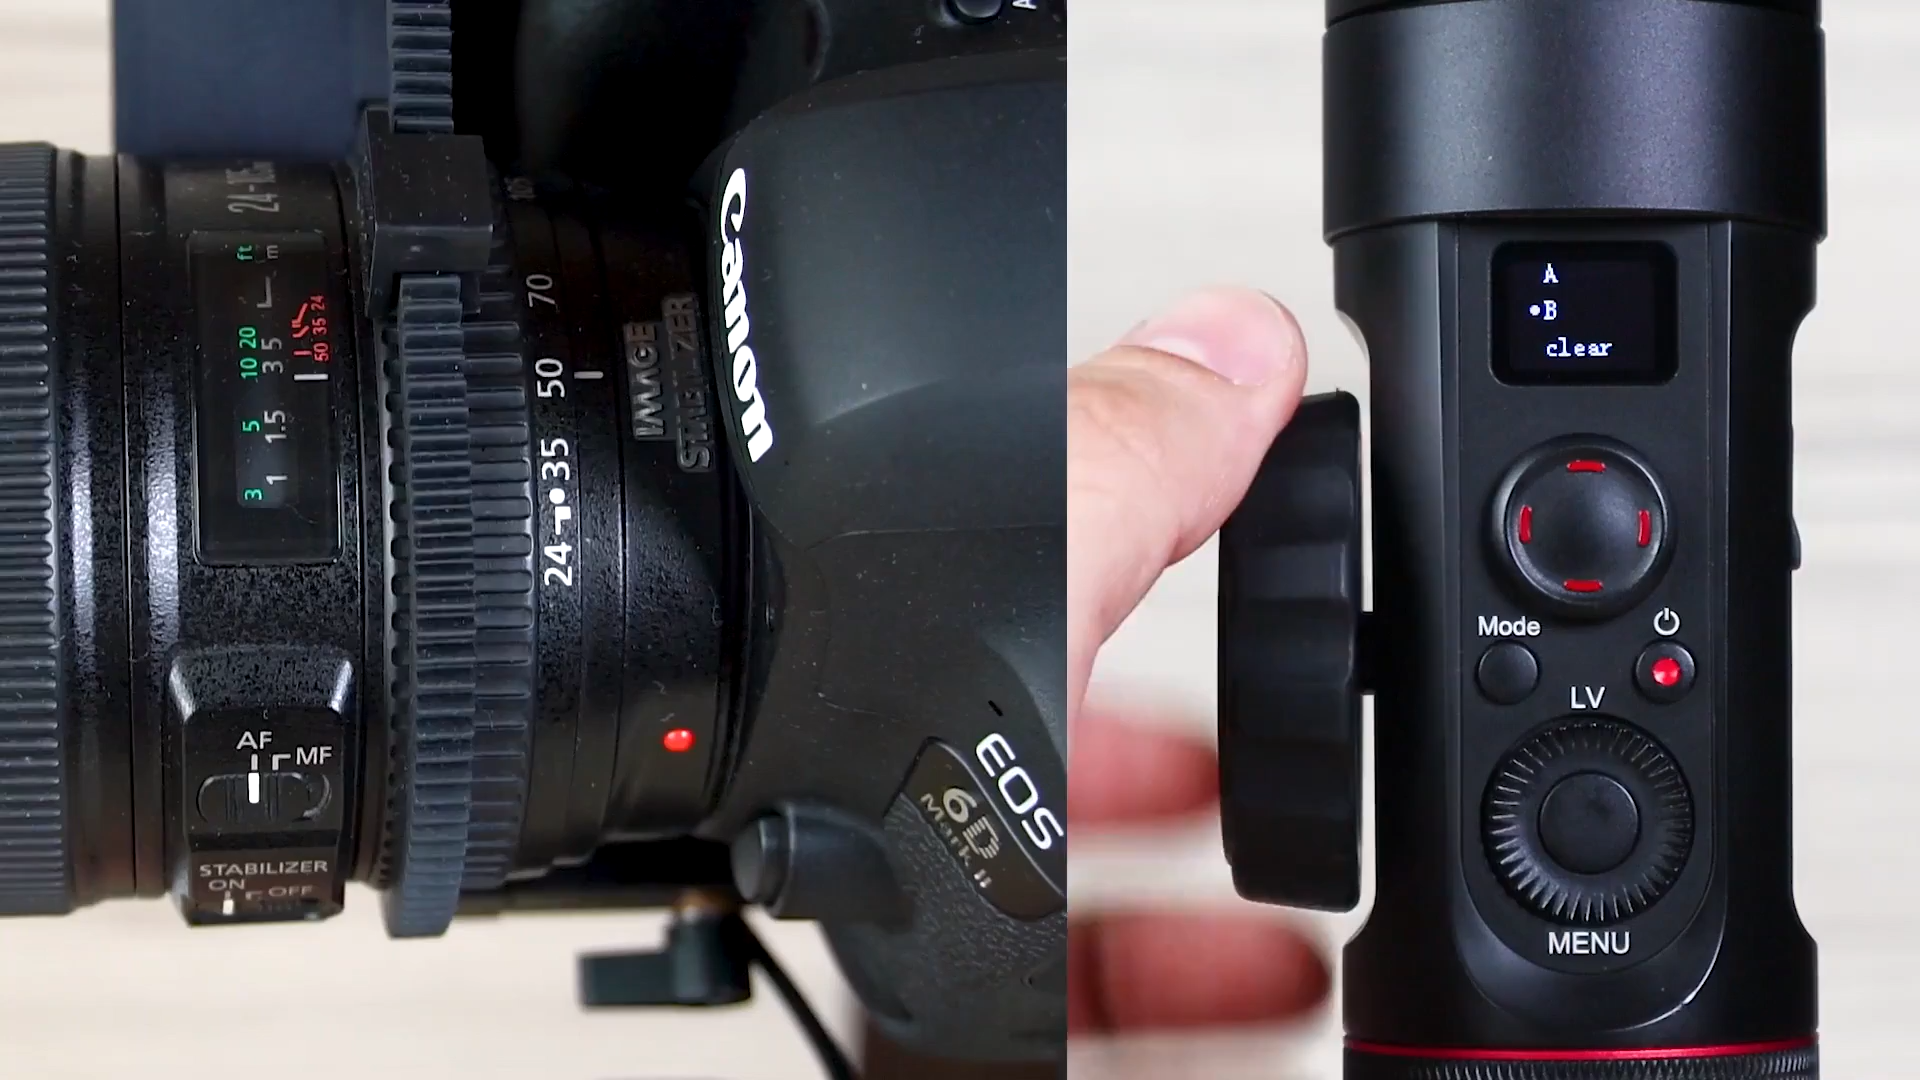 24-105
ft
m
10 20
3 5
5
1.5
3
1
24
35
50
105
70
50
35
24
IMAGE
STABILIZER
Canon
EOS
6D
Mark II
AF
MF
STABILIZER
ON
OFF
A
A
B
clear
Mode
LV
MENU